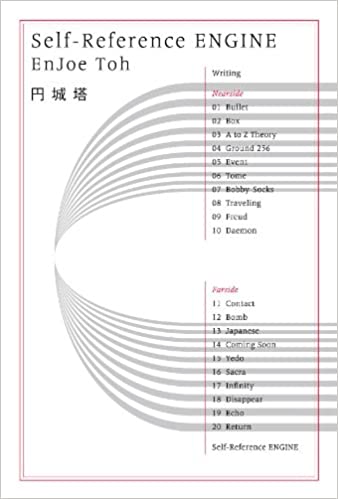 Self-Reference ENGINE
EnJoe Toh
円城塔
Writing
Nearside
01 Bullet
02 Box
03 A to Z Theory
04 Ground 256
05 Event
06 Tome
07 Bobby-Socks
08 Traveling
09 Freud
10 Daemon
Farside
11 Contact
12 Bomb
13 Japanese
14 Coming Soon
15 Yedo
16 Sacra
17 Infinity
18 Disappear
19 Echo
20 Return
Self-Reference ENGINE